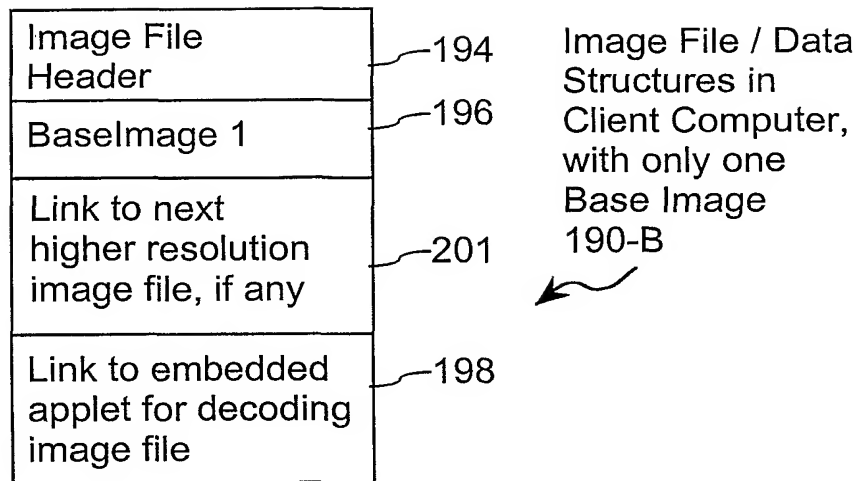 Image File
Header
194
BaseImage 1
196
Link to next
higher resolution
image file, if any
201
Link to embedded
applet for decoding
image file
198
Image File / Data
Structures in
Client Computer,
with only one
Base Image
190-B